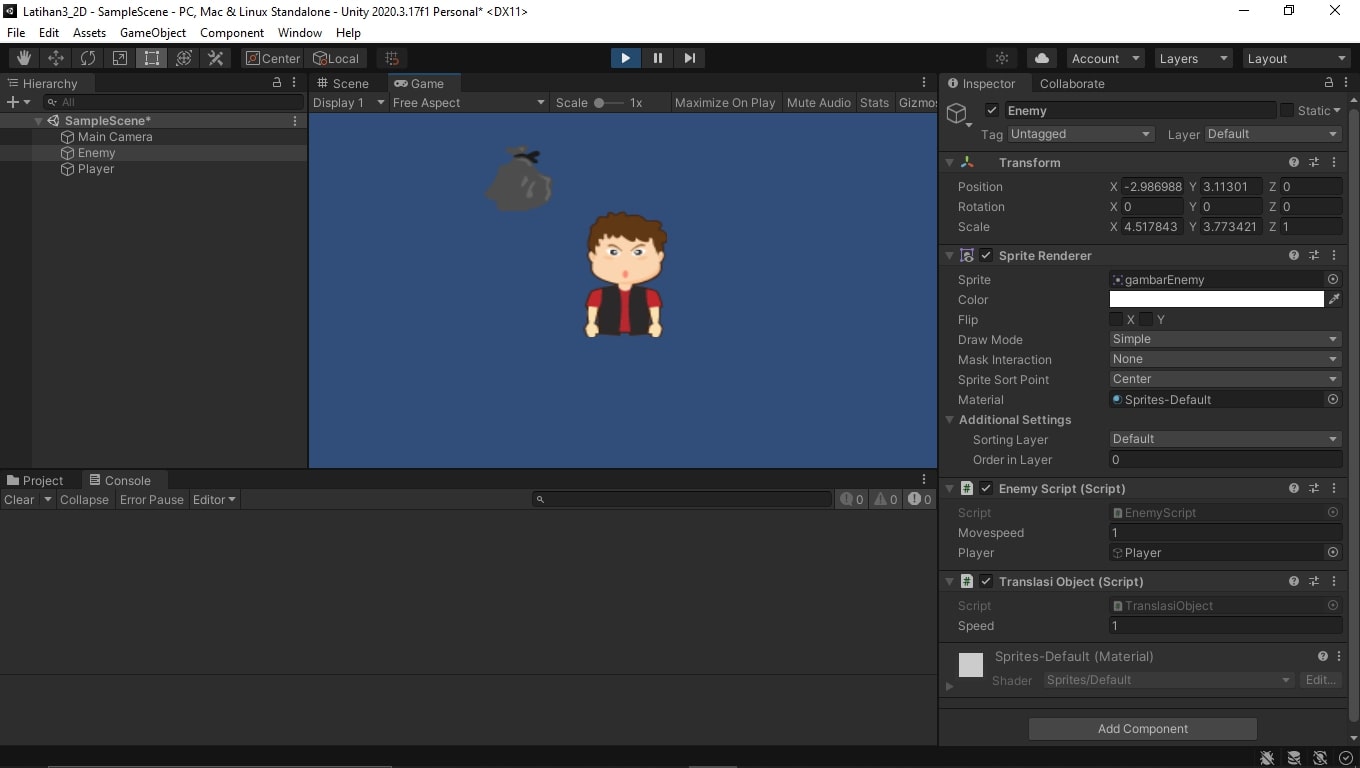 Latihan3_2D - SampleScene - PC, Mac & Linux Standalone - Unity 2020.3.17f1 Personal* <DX11>
File Edit Assets GameObject Component Window Help
Center Local Account Layers Layout
Hierarchy
All
SampleScene*
Main Camera
Enemy
Player
Scene Game
Display 1 Free Aspect Scale 1x Maximize On Play Mute Audio Stats Gizmos
Project Console
Clear Collapse Error Pause Editor 0 0 0
Inspector Collaborate
Enemy Static
Tag Untagged Layer Default
Transform
Position X -2.986988 Y 3.11301 Z 0
Rotation X 0 Y 0 Z 0
Scale X 4.517843 Y 3.773421 Z 1
Sprite Renderer
Sprite gambarEnemy
Color
Flip X Y
Draw Mode Simple
Mask Interaction None
Sprite Sort Point Center
Material Sprites-Default
Additional Settings
Sorting Layer Default
Order in Layer 0
# Enemy Script (Script)
Script EnemyScript
Movespeed 1
Player Player
# Translasi Object (Script)
Script TranslasiObject
Speed 1
Sprites-Default (Material)
Shader Sprites/Default Edit...
Add Component